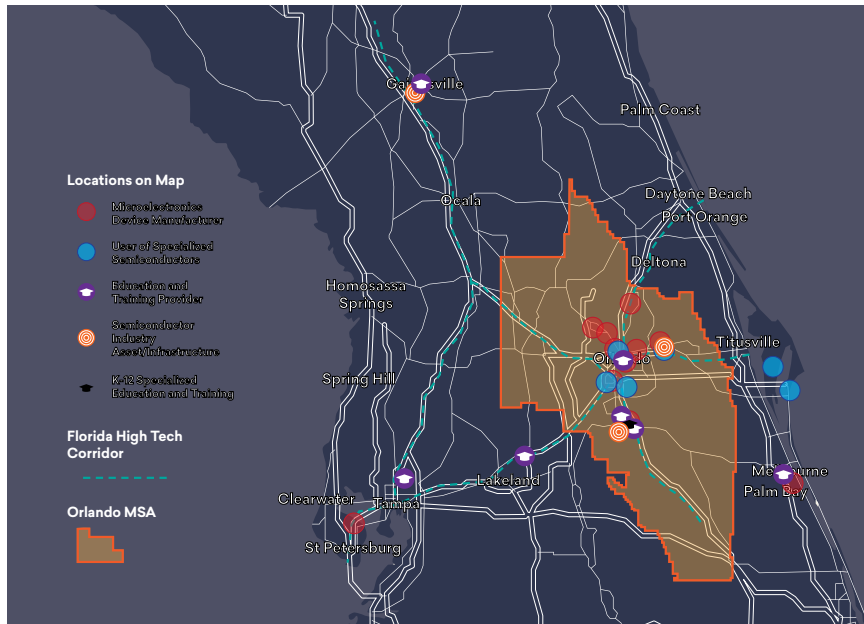 Gainesville
Palm Coast
Locations on Map
Microelectronics
Device Manufacturer
User of Specialized
Semiconductors
Education and
Training Provider
Semiconductor
Industry
Asset/Infrastructure
K-12 Specialized
Education and Training
Florida High Tech
Corridor
Orlando MSA
Ocala
Daytona Beach
Port Orange
Deltona
Homosassa
Springs
Titusville
Orlando
Spring Hill
Lakeland
Melbourne
Palm Bay
Clearwater
Tampa
St Petersburg